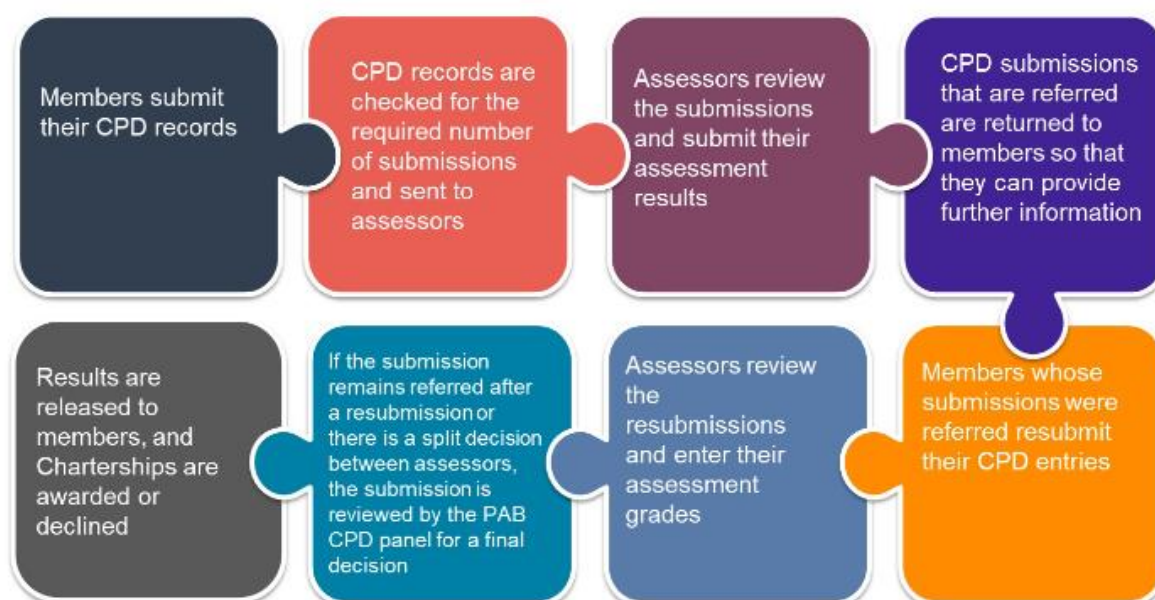 Members submit
their CPD records
CPD records are
checked for the
required number
of submissions
and sent to
assessors
Assessors review
the submissions
and submit their
assessment
results
CPD submissions
that are referred
are returned to
members so that
they can provide
further information
Members whose
submissions were
referred resubmit
their CPD entries
Assessors review
the
resubmissions
and enter their
assessment
grades
If the submission
remains referred after
a resubmission or
there is a split decision
between assessors,
the submission is
reviewed by the PAB
CPD panel for a final
decision
Results are
released to
members, and
Charterships are
awarded or
declined